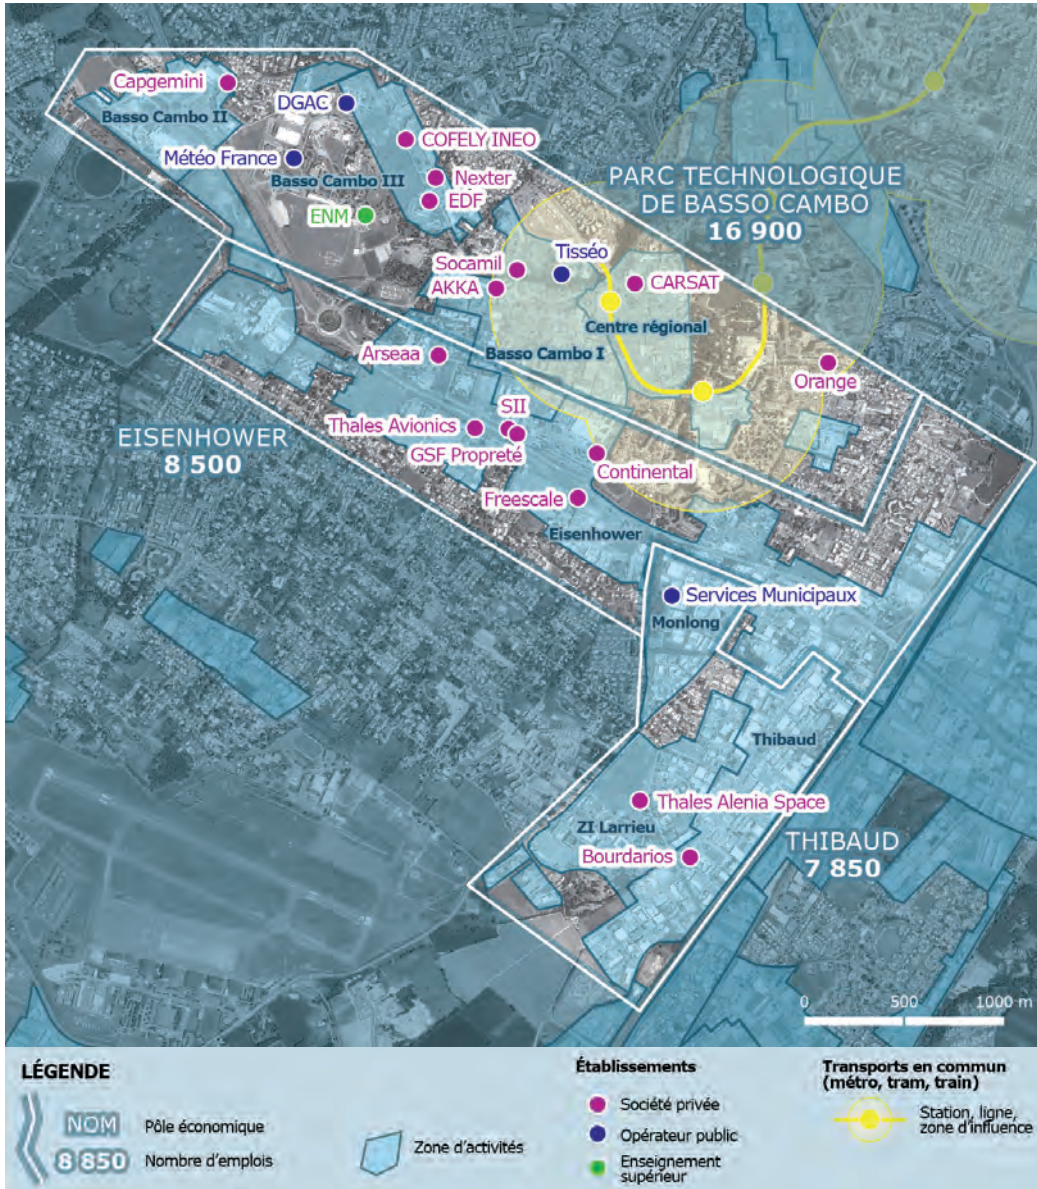 Capgemini
Basso Cambo II
DGAC
COFELY INEO
Météo France
Basso Cambo III
Nexter
EDF
ENM
PARC TECHNOLOGIQUE
DE BASSO CAMBO
16 900
Socamil
AKKA
Tisséo
CARSAT
Centre régional
Basso Cambo I
Arseaa
Orange
EISENHOWER
8 500
SII
Thales Avionics
GSF Propreté
Continental
Freescale
Eisenhower
Services Municipaux
Monlong
Thibaud
Thales Alenia Space
ZI Larrieu
Bourdarios
THIBAUD
7 850
0 500 1000 m
LÉGENDE
NOM
Pôle économique
8 850
Nombre d'emplois
Zone d'activités
Établissements
Société privée
Opérateur public
Enseignement
supérieur
Transports en commun
(métro, tram, train)
Station, ligne,
zone d'influence